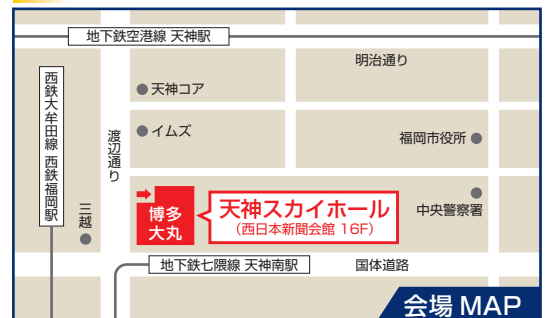 地下鉄空港線 天神駅
明治通り
西鉄大牟田線 西鉄福岡駅
渡辺通り
天神コア
イムズ
福岡市役所
三越
博多
大丸
天神スカイホール
（西日本新聞会館 16F）
中央警察署
地下鉄七隈線 天神南駅
国体道路
会場 MAP